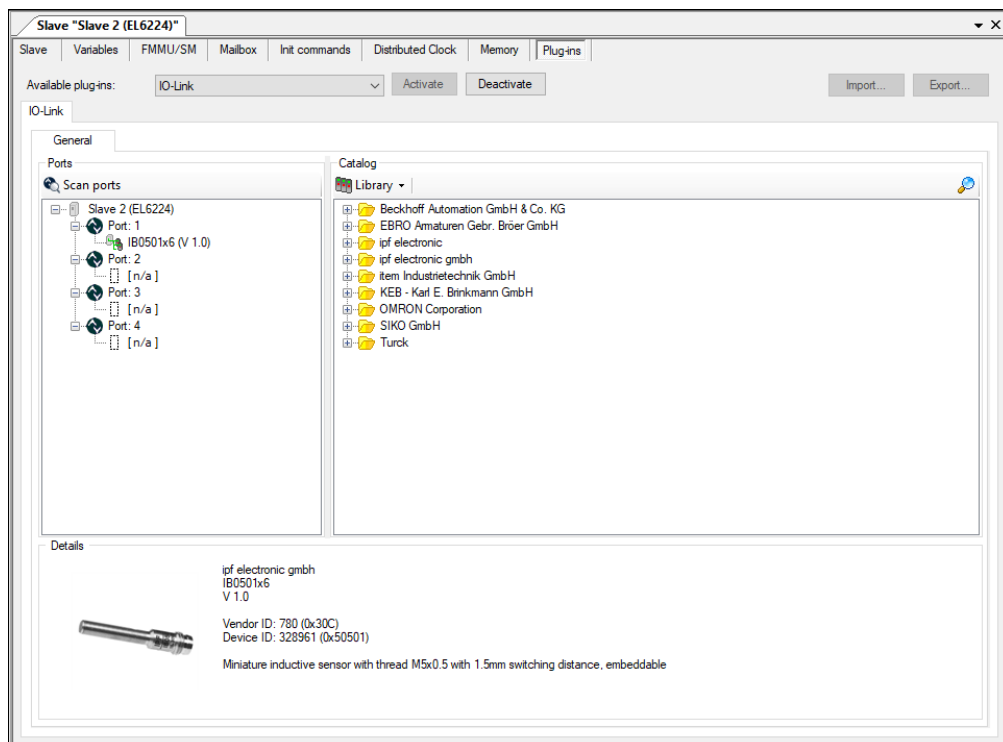 Slave "Slave 2 (EL6224)"
Slave Variables FMMU/SM Mailbox Init commands Distributed Clock Memory Plug-ins
Available plug-ins: IO-Link Activate Deactivate Import... Export...
IO-Link
General
Ports
Scan ports
Slave 2 (EL6224)
Port: 1
IB0501x6 (V 1.0)
Port: 2
[ n/a ]
Port: 3
[ n/a ]
Port: 4
[ n/a ]
Catalog
Library
Beckhoff Automation GmbH & Co. KG
EBRO Armaturen Gebr. Bröer GmbH
ipf electronic
ipf electronic gmbh
item Industrietechnik GmbH
KEB - Karl E. Brinkmann GmbH
OMRON Corporation
SIKO GmbH
Turck
Details
ipf electronic gmbh
IB0501x6
V 1.0
Vendor ID: 780 (0x30C)
Device ID: 328961 (0x50501)
Miniature inductive sensor with thread M5x0.5 with 1.5mm switching distance, embeddable